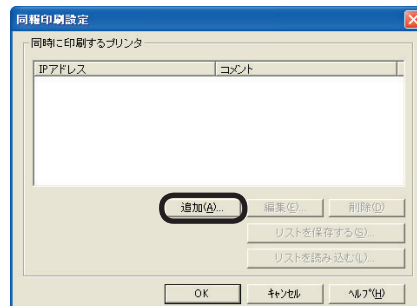 同報印刷設定
同時に印刷するプリンタ
IPアドレス コメント
追加(A)... 編集(E)... 削除(D)
リストを保存する(S)...
リストを読み込む(L)...
OK キャンセル ヘルプ(H)